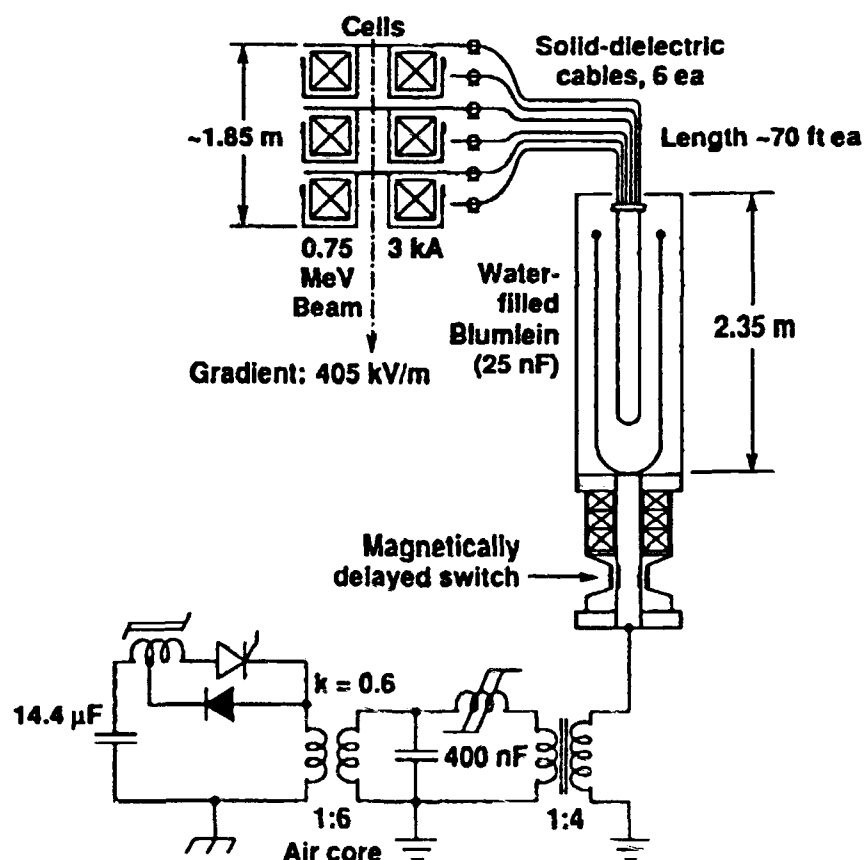 Cells
Solid-dielectric
cables, 6 ea
~1.85 m
Length ~70 ft ea
0.75 3 kA
MeV
Beam
Water-
filled
Blumlein
(25 nF)
2.35 m
Gradient: 405 kV/m
Magnetically
delayed switch
k = 0.6
14.4 μF
400 nF
1:6
1:4
Air core